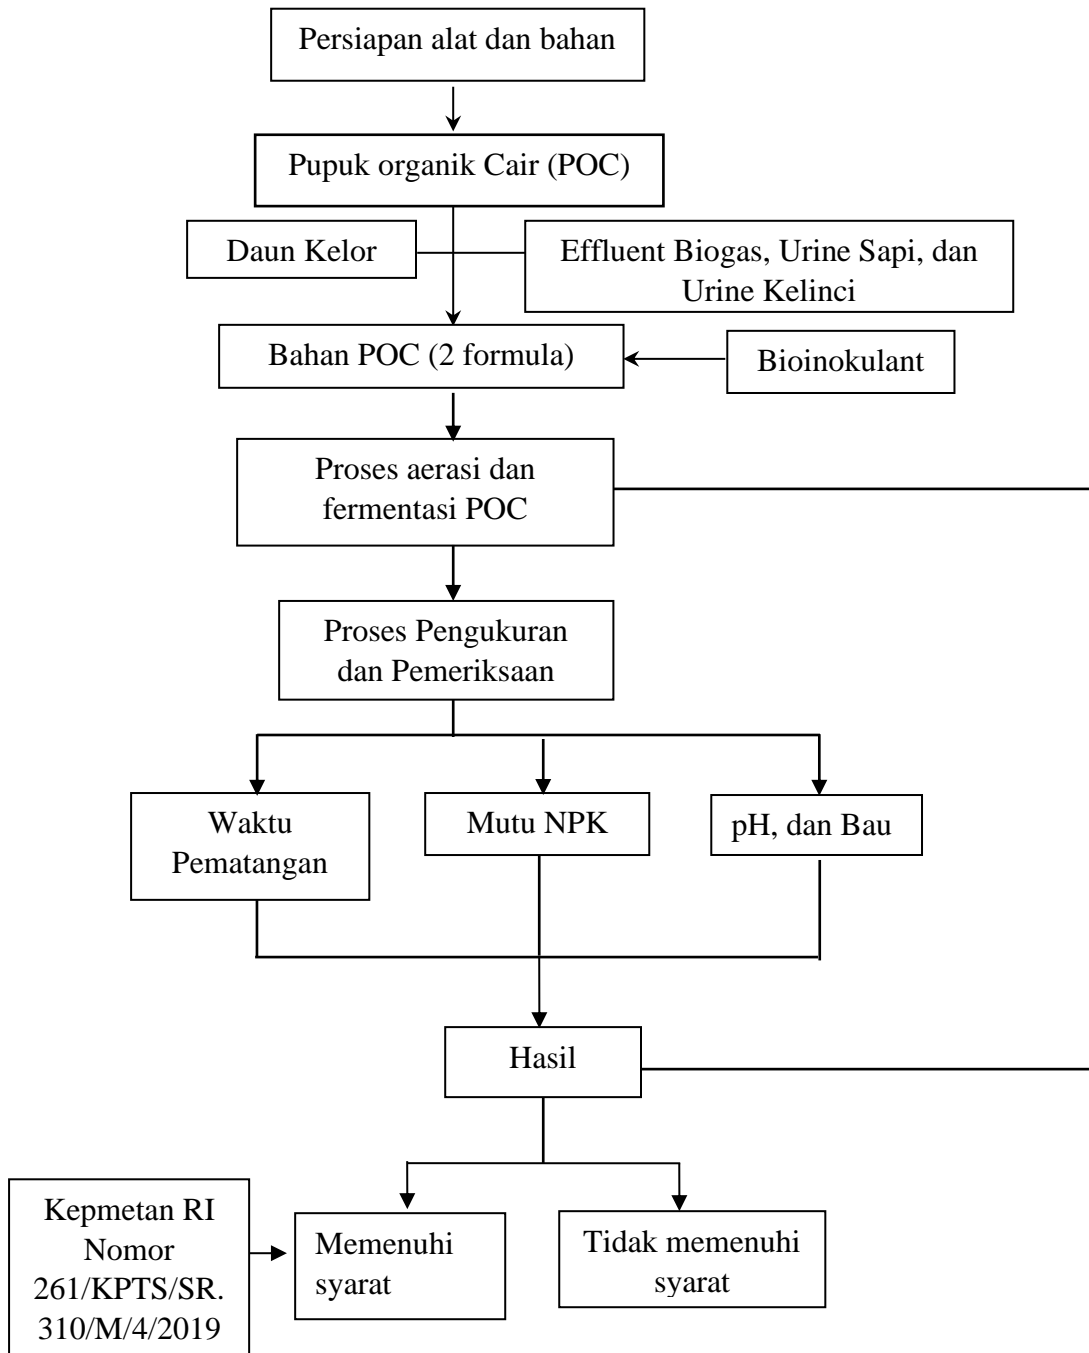 Persiapan alat dan bahan
Pupuk organik Cair (POC)
Daun Kelor
Effluent Biogas, Urine Sapi, dan
Urine Kelinci
Bahan POC (2 formula)
Bioinokulant
Proses aerasi dan
fermentasi POC
Proses Pengukuran
dan Pemeriksaan
Waktu
Pematangan
Mutu NPK
pH, dan Bau
Hasil
Kepmetan RI
Nomor
261/KPTS/SR.
310/M/4/2019
Memenuhi
syarat
Tidak memenuhi
syarat